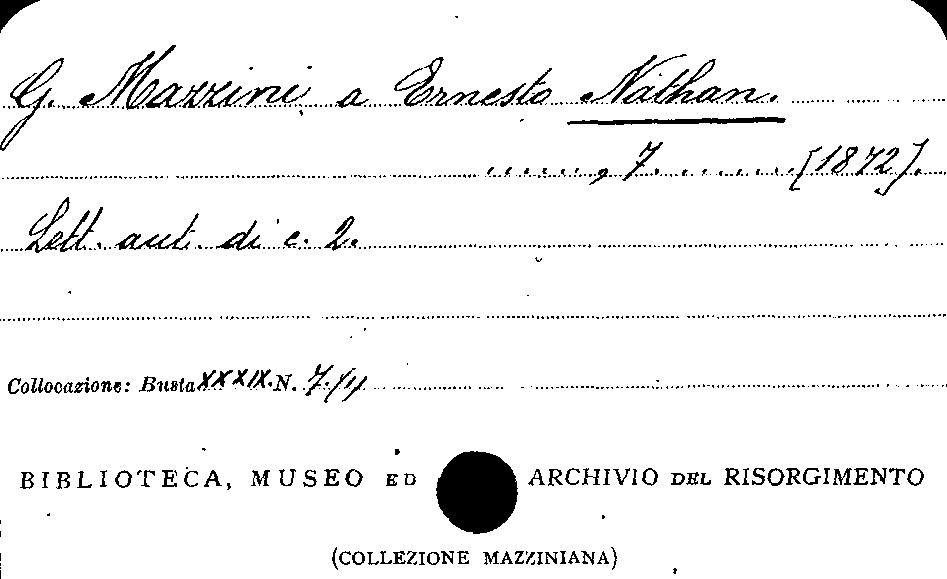 G. Mazzini a Ernesto Nathan.
......, 7. ....... [1872].
Lett. aut. di c. 2.
Collocazione: Busta XXXIX. N. 7./4
BIBLIOTECA, MUSEO ED ARCHIVIO DEL RISORGIMENTO
(COLLEZIONE MAZZINIANA)